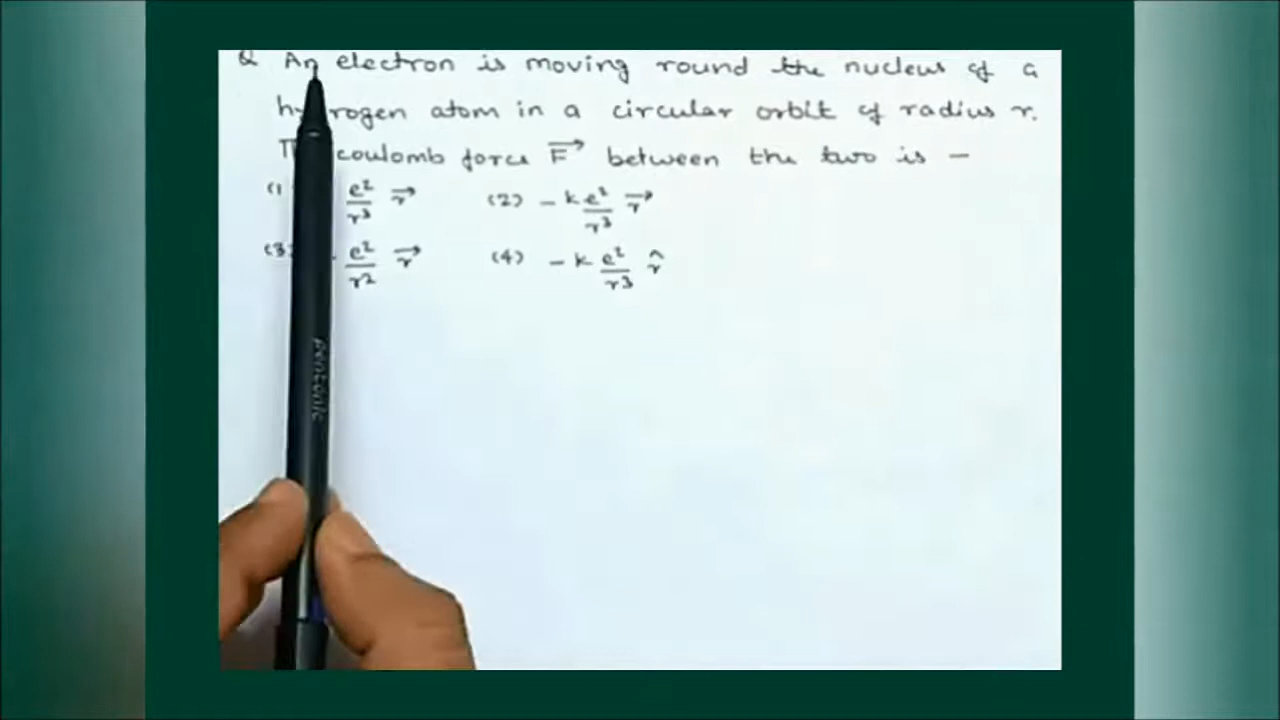 Q An electron is moving round the nucleus of a
hydrogen atom in a circular orbit of radius r.
The coulomb force F⃗ between the two is –
(1) e²/r³ r⃗ (2) – k e²/r³ r⃗
(3) e²/r² r⃗ (4) – k e²/r³ r̂
pentonic